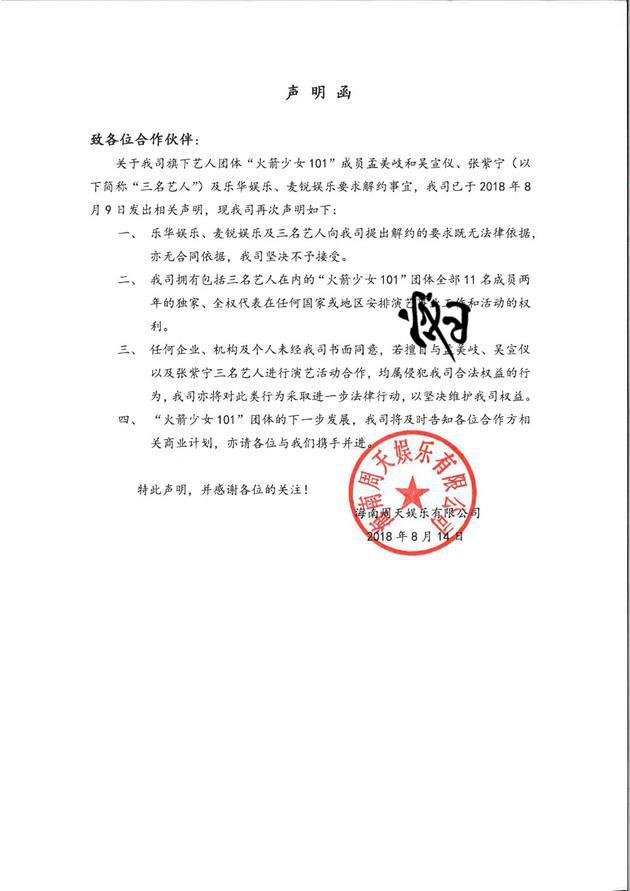 声 明 函
致各位合作伙伴：
关于我司旗下艺人团体“火箭少女101”成员孟美岐和吴宣仪、张紫宁（以
下简称“三名艺人”）及乐华娱乐、麦锐娱乐要求解约事宜，我司已于2018年8
月9日发出相关声明，现我司再次声明如下：
一、 乐华娱乐、麦锐娱乐及三名艺人向我司提出解约的要求既无法律依据，
亦无合同依据，我司坚决不予接受。
二、 我司拥有包括三名艺人在内的“火箭少女101”团体全部11名成员两
年的独家、全权代表在任何国家或地区安排演艺 工作和活动的权
利。
三、 任何企业、机构及个人未经我司书面同意，若擅自与孟美岐、吴宣仪
以及张紫宁三名艺人进行演艺活动合作，均属侵犯我司合法权益的行
为，我司亦将对此类行为采取进一步法律行动，以坚决维护我司权益。
四、 “火箭少女101”团体的下一步发展，我司将及时告知各位合作方相
关商业计划，亦请各位与我们携手并进。
特此声明，并感谢各位的关注！
海南周天娱乐有限公司
海南周天娱乐有限公司
2018年8月14日